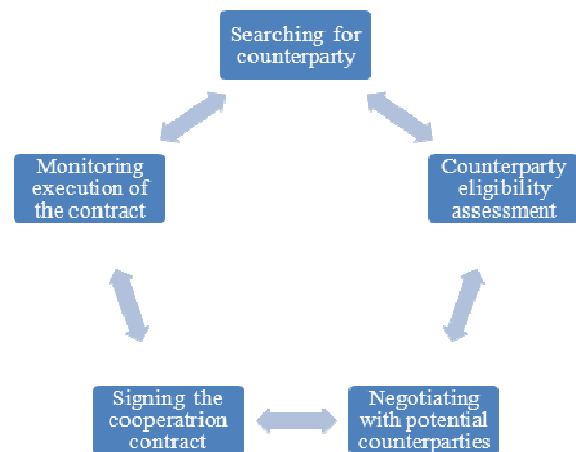 Searching for
counterparty
Counterparty
eligibility
assessment
Negotiating
with potential
counterparties
Signing the
cooperatrion
contract
Monitoring
execution of
the contract